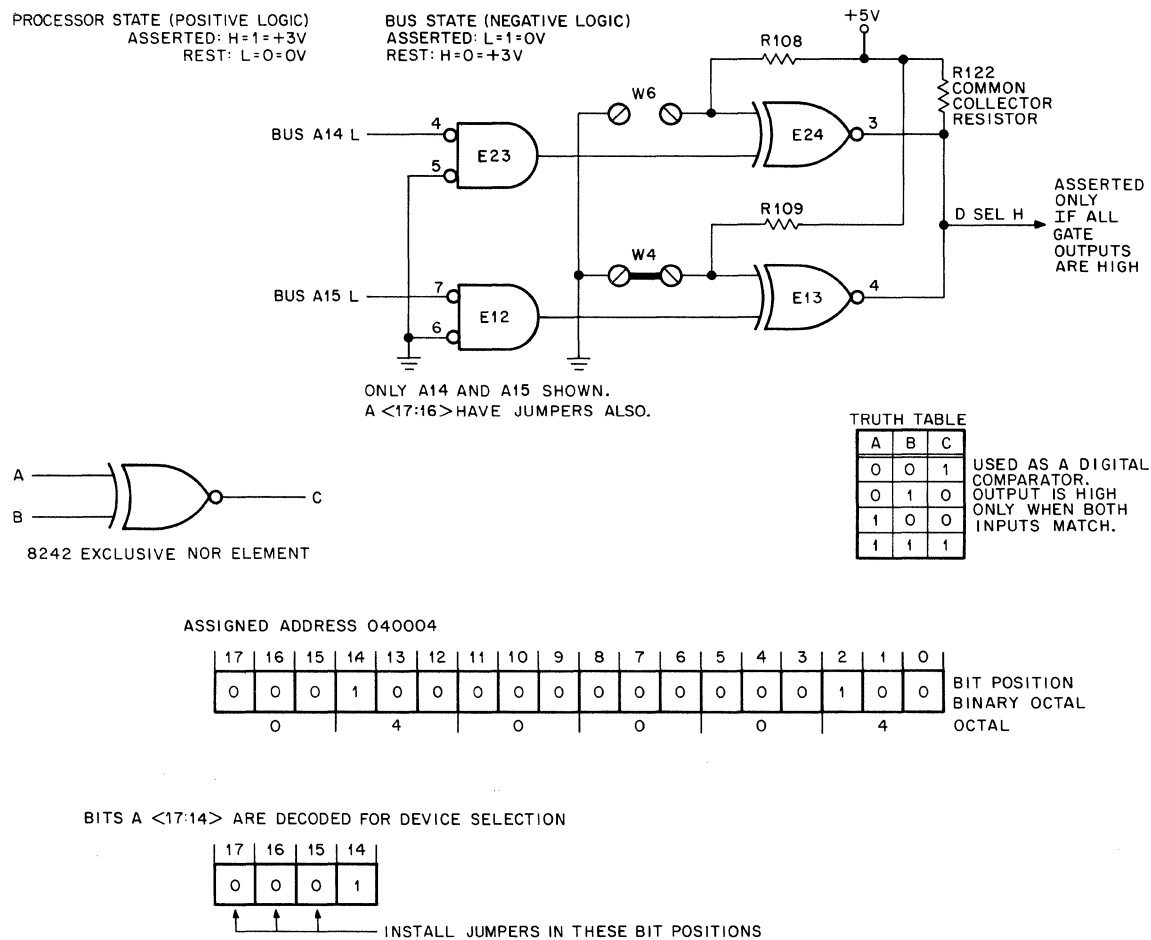 PROCESSOR STATE (POSITIVE LOGIC)
ASSERTED: H=1=+3V
REST: L=0=0V
BUS STATE (NEGATIVE LOGIC)
ASSERTED: L=1=0V
REST: H=0=+3V
+5V
R108
R122
COMMON
COLLECTOR
RESISTOR
W6
BUS A14 L
4
5
E23
E24
3
R109
D SEL H
ASSERTED
ONLY
IF ALL
GATE
OUTPUTS
ARE HIGH
W4
BUS A15 L
7
6
E12
E13
4
ONLY A14 AND A15 SHOWN.
A <17:16> HAVE JUMPERS ALSO.
TRUTH TABLE
A B C
0 0 1
0 1 0
1 0 0
1 1 1
USED AS A DIGITAL
COMPARATOR.
OUTPUT IS HIGH
ONLY WHEN BOTH
INPUTS MATCH.
A
B
C
8242 EXCLUSIVE NOR ELEMENT
ASSIGNED ADDRESS 040004
17 16 15 14 13 12 11 10 9 8 7 6 5 4 3 2 1 0
BIT POSITION
0 0 0 1 0 0 0 0 0 0 0 0 0 0 0 1 0 0
BINARY OCTAL
0 4 0 0 0 4
OCTAL
BITS A <17:14> ARE DECODED FOR DEVICE SELECTION
17 16 15 14
0 0 0 1
INSTALL JUMPERS IN THESE BIT POSITIONS